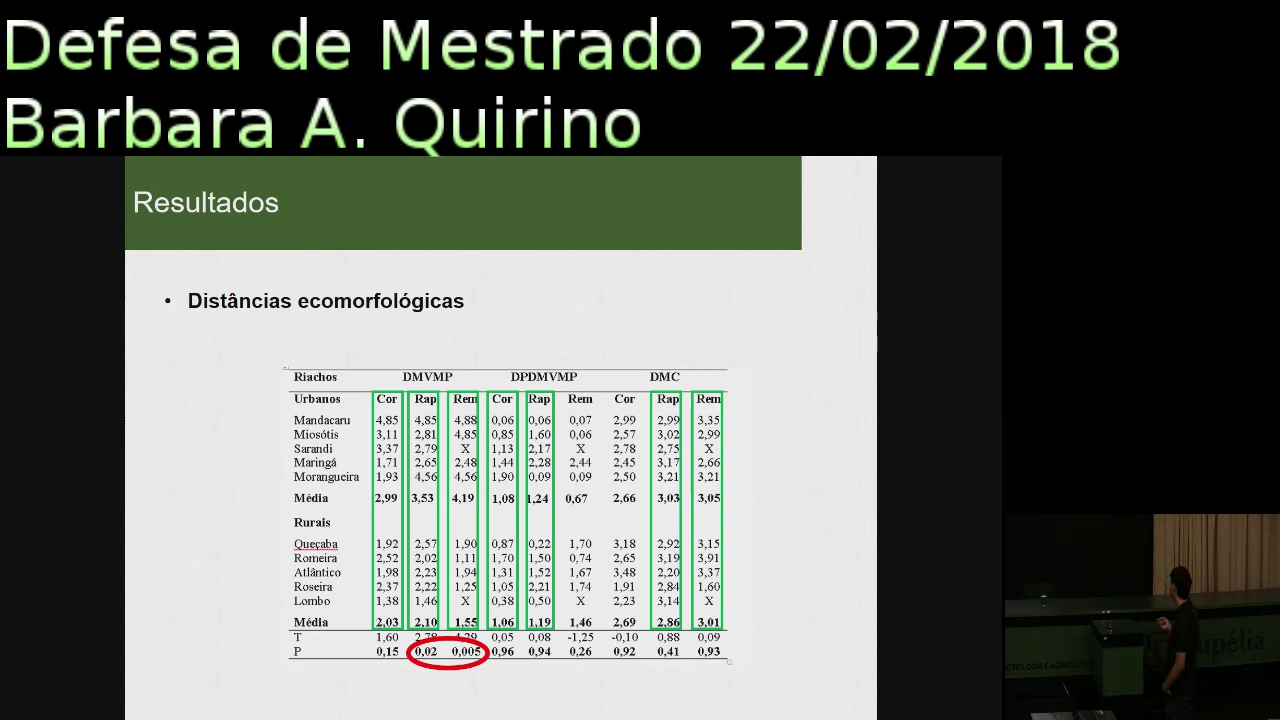 Defesa de Mestrado 22/02/2018
Barbara A. Quirino
Resultados
• Distâncias ecomorfológicas
Riachos DMVMP DPDMVMP DMC
Urbanos Cor Rap Rem Cor Rap Rem Cor Rap Rem
Mandacaru 4,85 4,85 4,88 0,06 0,06 0,07 2,99 2,99 3,35
Miosótis 3,11 2,81 4,85 0,85 1,60 0,06 2,57 3,02 2,99
Sarandi 3,37 2,79 X 1,13 2,17 X 2,78 2,75 X
Maringá 1,71 2,65 2,48 1,44 2,28 2,44 2,45 3,17 2,66
Morangueira 1,93 4,56 4,56 1,90 0,09 0,09 2,50 3,21 3,21
Média 2,99 3,53 4,19 1,08 1,24 0,67 2,66 3,03 3,05
Rurais
Queçaba 1,92 2,57 1,90 0,87 0,22 1,70 3,18 2,92 3,15
Romeira 2,52 2,02 1,11 1,70 1,50 0,74 2,65 3,19 3,91
Atlântico 1,98 2,23 1,94 1,31 1,52 1,67 3,48 2,20 3,37
Roseira 2,37 2,22 1,25 1,05 2,21 1,74 1,91 2,84 1,60
Lombo 1,38 1,46 X 0,38 0,50 X 2,23 3,14 X
Média 2,03 2,10 1,55 1,06 1,19 1,46 2,69 2,86 3,01
T 1,60 2,78 4,29 0,05 0,08 -1,25 -0,10 0,88 0,09
P 0,15 0,02 0,005 0,96 0,94 0,26 0,92 0,41 0,93
upélia
ICTIOLOGIA E AQUICULTURA